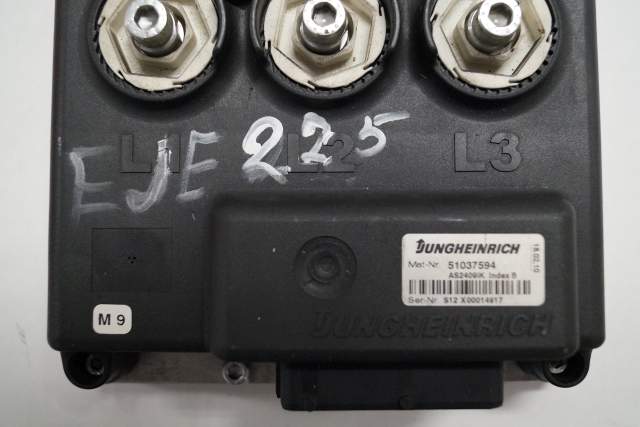 L1 L2 L3
EJE 225
JUNGHEINRICH
Mat-Nr. 51037594
AS2409iK Index B
Ser-Nr. S12 X00014917
18.02.10
M 9
JUNGHEINRICH